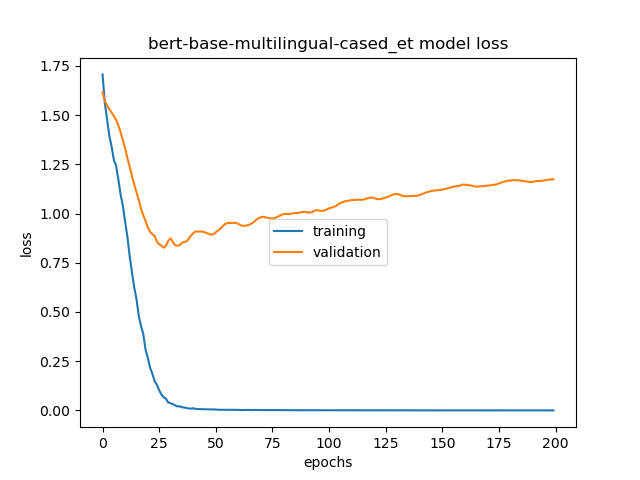 bert-base-multilingual-cased_et model loss
1.75
1.50
1.25
1.00
0.75
0.50
0.25
0.00
loss
training
validation
0 25 50 75 100 125 150 175 200
epochs